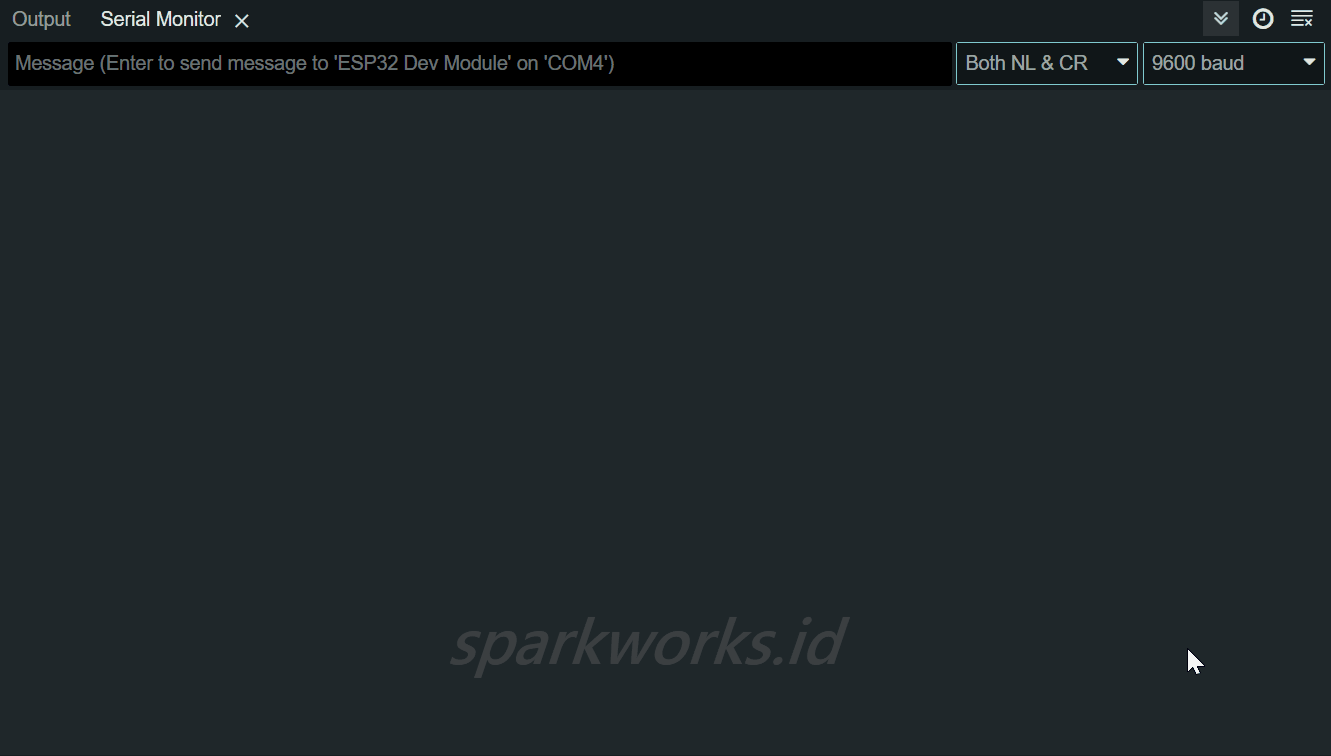 Output Serial Monitor
Message (Enter to send message to 'ESP32 Dev Module' on 'COM4') Both NL & CR 9600 baud
sparkworks.id